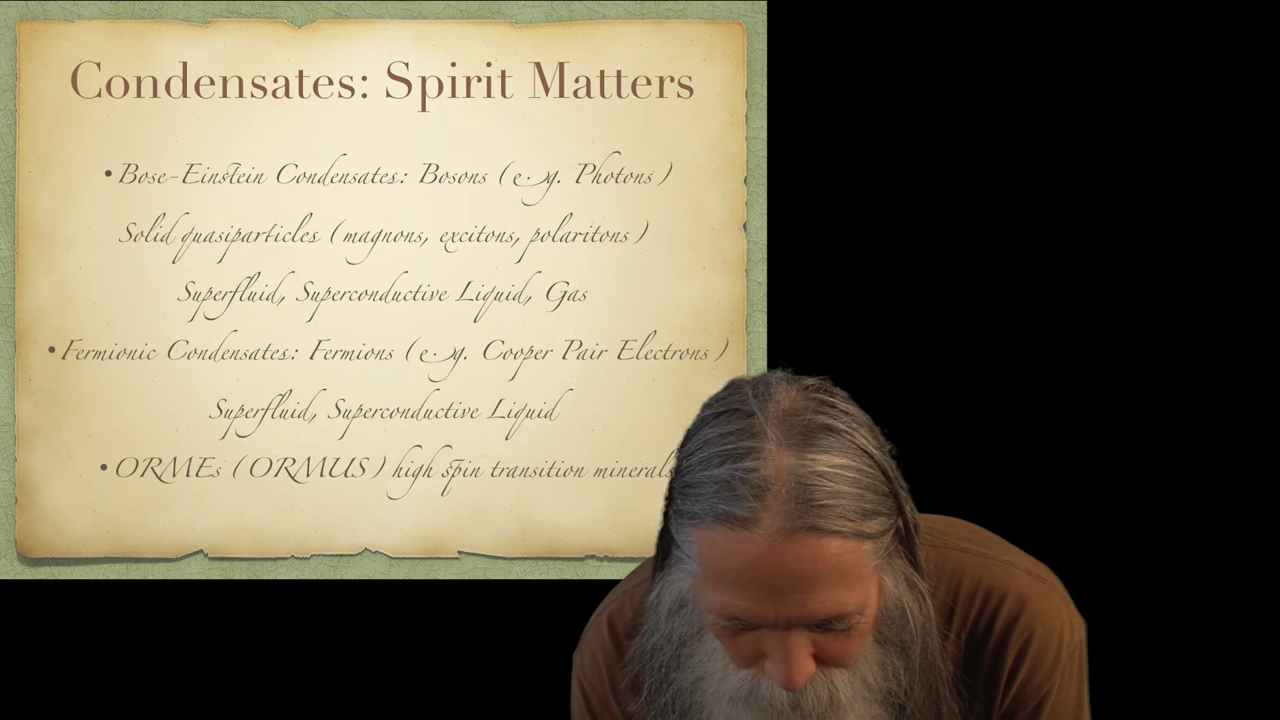 Condensates: Spirit Matters
• Bose-Einstein Condensates: Bosons (e.g. Photons)
Solid quasiparticles (magnons, excitons, polaritons)
Superfluid, Superconductive Liquid, Gas
• Fermionic Condensates: Fermions (e.g. Cooper Pair Electrons)
Superfluid, Superconductive Liquid
• ORMEs (ORMUS) high spin transition minerals